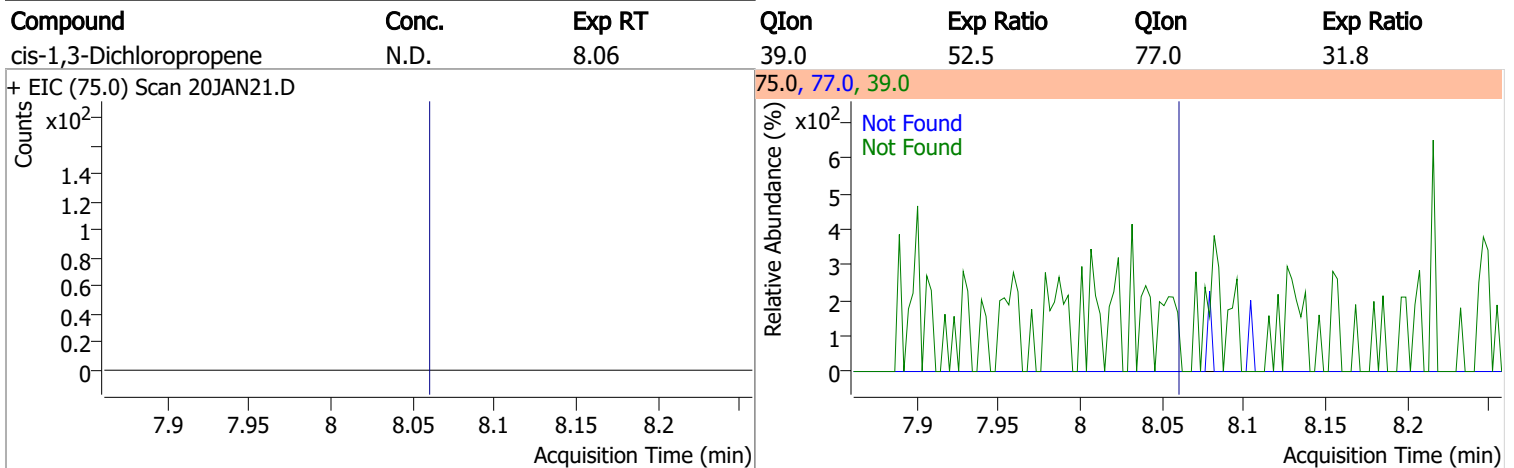 Compound Conc. Exp RT QIon Exp Ratio QIon Exp Ratio
cis-1,3-Dichloropropene N.D. 8.06 39.0 52.5 77.0 31.8
+ EIC (75.0) Scan 20JAN21.D
Counts
x10²
1.4
1.2
1
0.8
0.6
0.4
0.2
0
7.9 7.95 8 8.05 8.1 8.15 8.2
Acquisition Time (min)
75.0, 77.0, 39.0
Relative Abundance (%)
x10²
Not Found
Not Found
6
5
4
3
2
1
0
7.9 7.95 8 8.05 8.1 8.15 8.2
Acquisition Time (min)